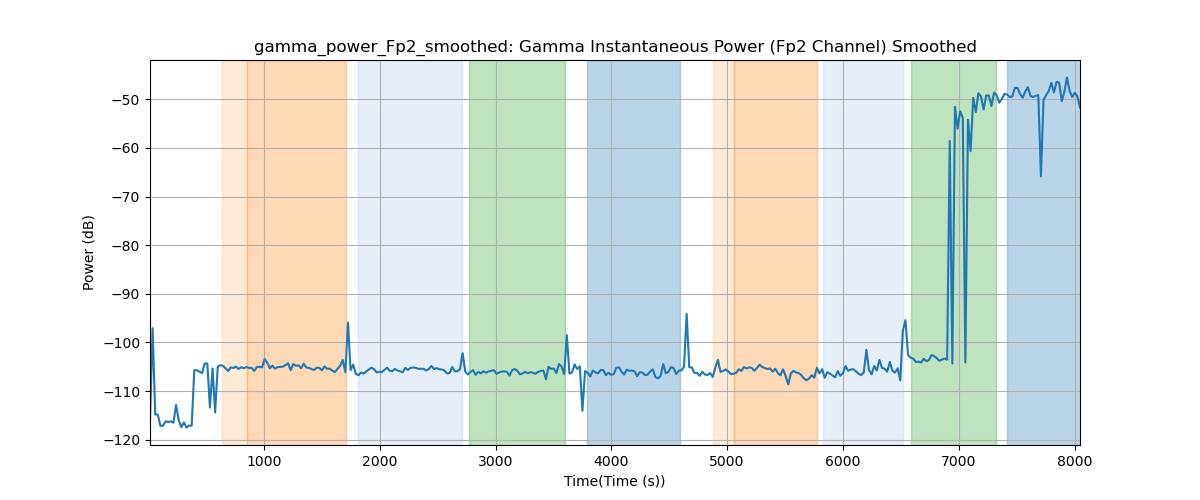 gamma_power_Fp2_smoothed: Gamma Instantaneous Power (Fp2 Channel) Smoothed
Power (dB)
−50
−60
−70
−80
−90
−100
−110
−120
1000 2000 3000 4000 5000 6000 7000 8000
Time(Time (s))